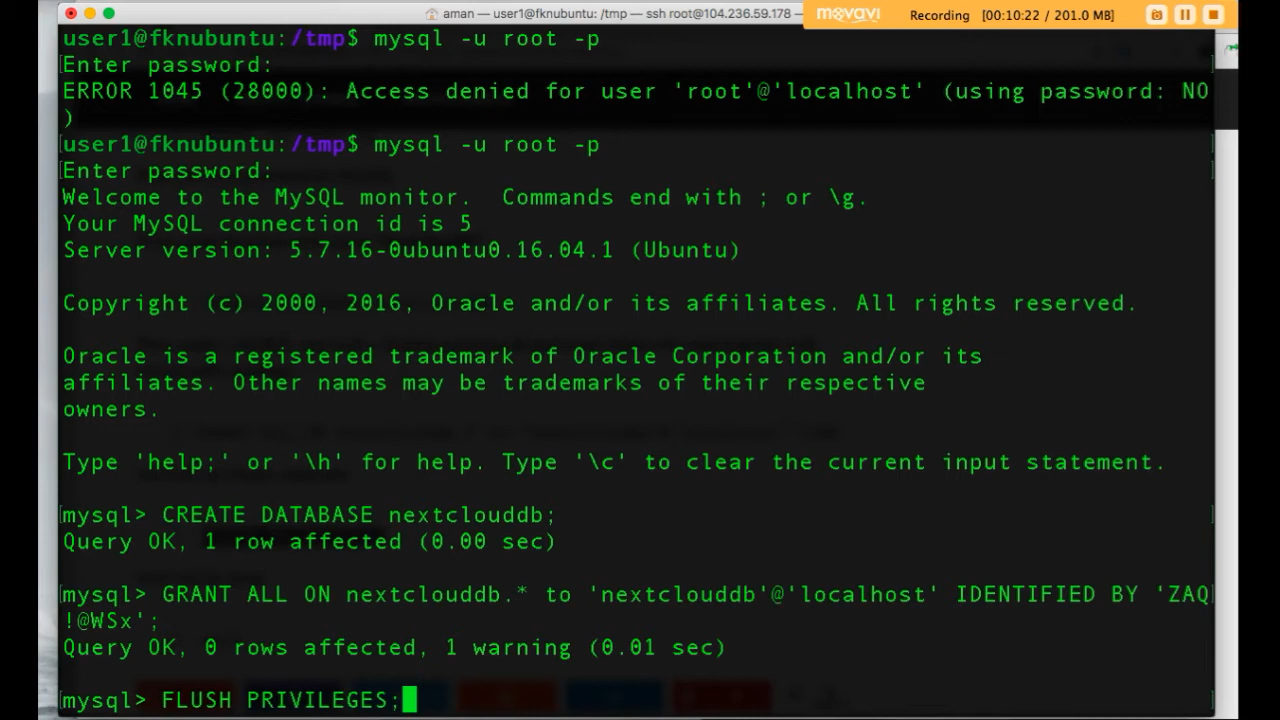 aman — user1@fknubuntu: /tmp — ssh root@104.236.59.178 —
movavi
Recording (00:10:22 / 201.0 MB)
user1@fknubuntu:/tmp$ mysql -u root -p
Enter password:
ERROR 1045 (28000): Access denied for user 'root'@'localhost' (using password: NO
)
user1@fknubuntu:/tmp$ mysql -u root -p
Enter password:
Welcome to the MySQL monitor.  Commands end with ; or \g.
Your MySQL connection id is 5
Server version: 5.7.16-0ubuntu0.16.04.1 (Ubuntu)
Copyright (c) 2000, 2016, Oracle and/or its affiliates. All rights reserved.
Oracle is a registered trademark of Oracle Corporation and/or its
affiliates. Other names may be trademarks of their respective
owners.
Type 'help;' or '\h' for help. Type '\c' to clear the current input statement.
mysql> CREATE DATABASE nextclouddb;
Query OK, 1 row affected (0.00 sec)
mysql> GRANT ALL ON nextclouddb.* to 'nextclouddb'@'localhost' IDENTIFIED BY 'ZAQ
!@WSx';
Query OK, 0 rows affected, 1 warning (0.01 sec)
mysql> FLUSH PRIVILEGES;